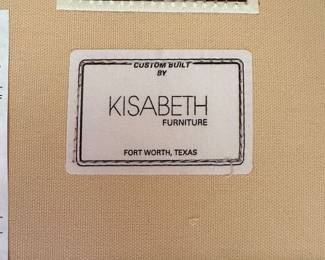 CUSTOM BUILT
BY
KISABETH
FURNITURE
FORT WORTH, TEXAS